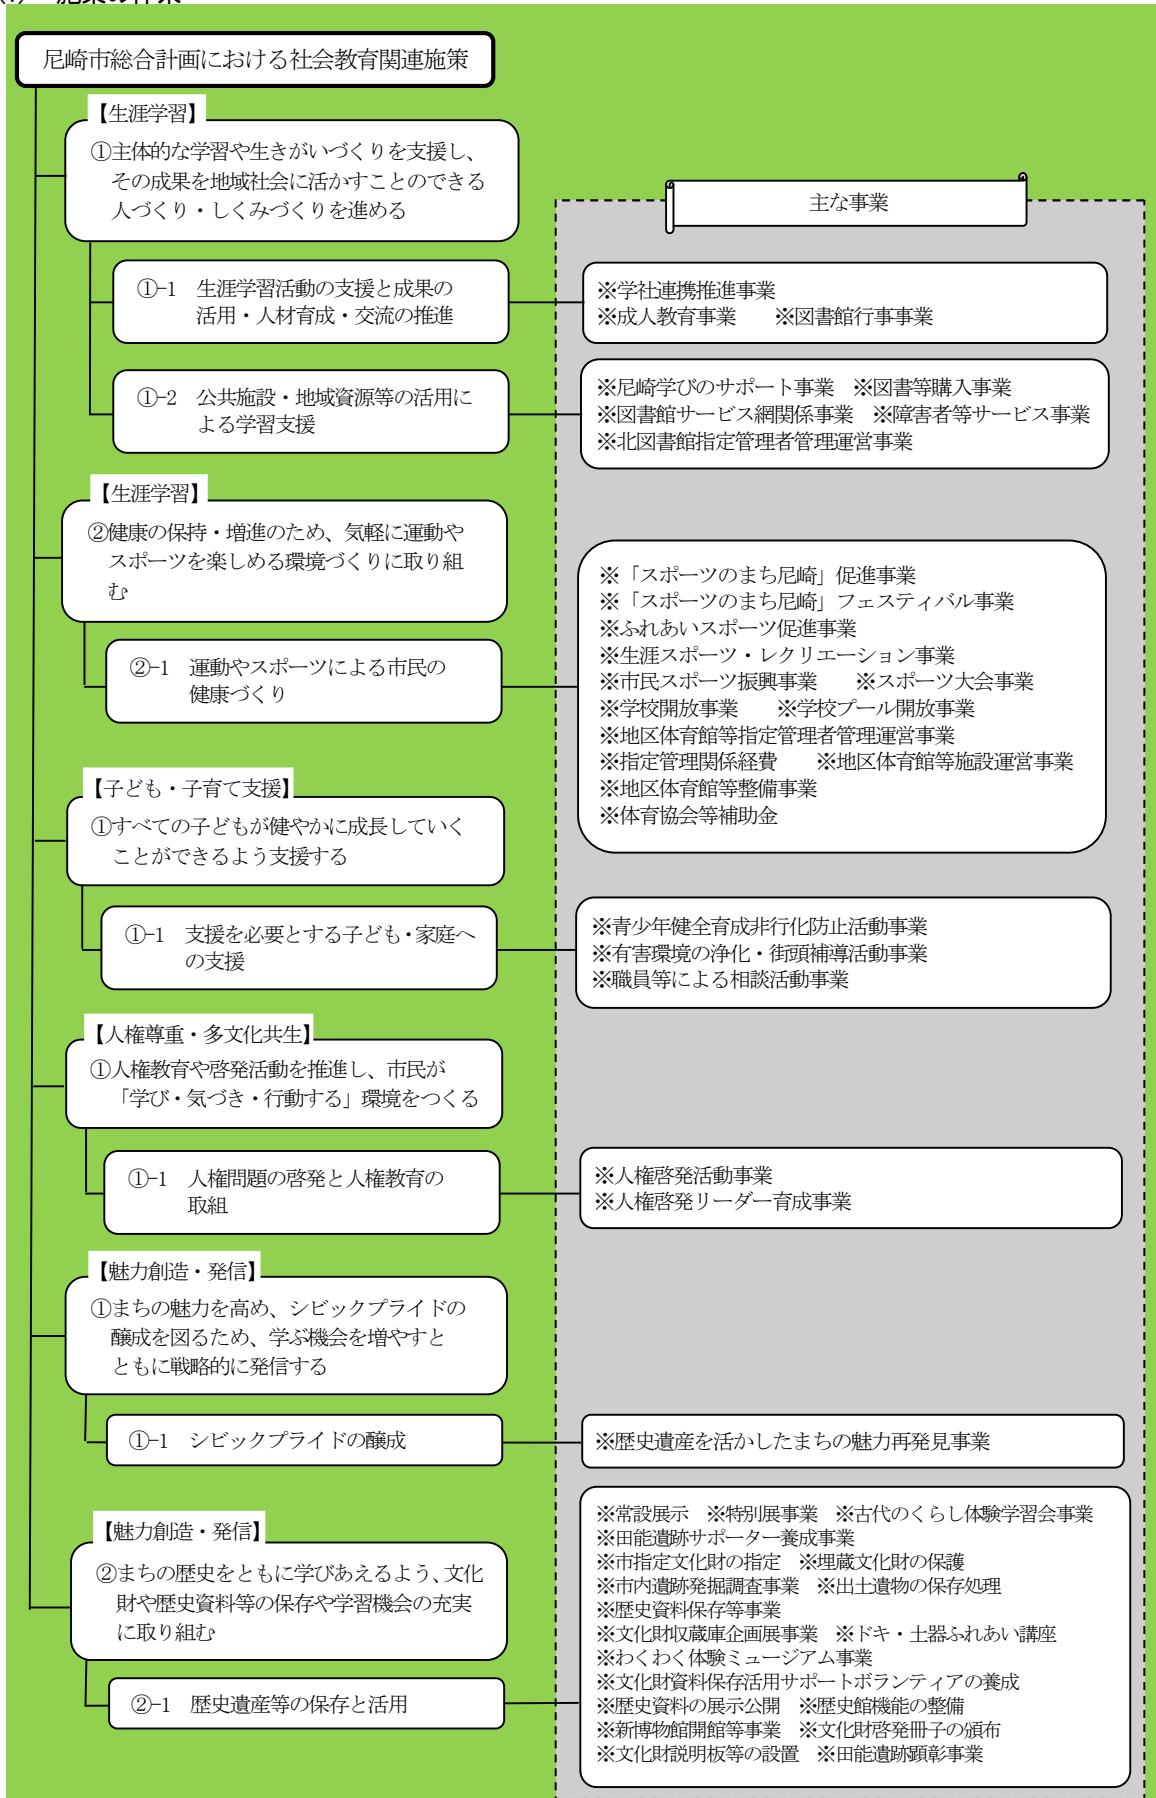 尼崎市総合計画における社会教育関連施策
【生涯学習】
①主体的な学習や生きがいづくりを支援し、
その成果を地域社会に活かすことのできる
人づくり・しくみづくりを進める
主な事業
①-1 生涯学習活動の支援と成果の
活用・人材育成・交流の推進
※学社連携推進事業
※成人教育事業 ※図書館行事事業
①-2 公共施設・地域資源等の活用に
よる学習支援
※尼崎学びのサポート事業 ※図書等購入事業
※図書館サービス網関係事業 ※障害者等サービス事業
※北図書館指定管理者管理運営事業
【生涯学習】
②健康の保持・増進のため、気軽に運動や
スポーツを楽しめる環境づくりに取り組
む
②-1 運動やスポーツによる市民の
健康づくり
※「スポーツのまち尼崎」促進事業
※「スポーツのまち尼崎」フェスティバル事業
※ふれあいスポーツ促進事業
※生涯スポーツ・レクリエーション事業
※市民スポーツ振興事業 ※スポーツ大会事業
※学校開放事業 ※学校プール開放事業
※地区体育館等指定管理者管理運営事業
※指定管理関係経費 ※地区体育館等施設運営事業
※地区体育館等整備事業
※体育協会等補助金
【子ども・子育て支援】
①すべての子どもが健やかに成長していく
ことができるよう支援する
①-1 支援を必要とする子ども・家庭へ
の支援
※青少年健全育成非行化防止活動事業
※有害環境の浄化・街頭補導活動事業
※職員等による相談活動事業
【人権尊重・多文化共生】
①人権教育や啓発活動を推進し、市民が
「学び・気づき・行動する」環境をつくる
①-1 人権問題の啓発と人権教育の
取組
※人権啓発活動事業
※人権啓発リーダー育成事業
【魅力創造・発信】
①まちの魅力を高め、シビックプライドの
醸成を図るため、学ぶ機会を増やすと
ともに戦略的に発信する
①-1 シビックプライドの醸成
※歴史遺産を活かしたまちの魅力再発見事業
【魅力創造・発信】
②まちの歴史をともに学びあえるよう、文化
財や歴史資料等の保存や学習機会の充実
に取り組む
②-1 歴史遺産等の保存と活用
※常設展示 ※特別展事業 ※古代のくらし体験学習会事業
※田能遺跡サポーター養成事業
※市指定文化財の指定 ※埋蔵文化財の保護
※市内遺跡発掘調査事業 ※出土遺物の保存処理
※歴史資料保存等事業
※文化財収蔵庫企画展事業 ※ドキ・土器ふれあい講座
※わくわく体験ミュージアム事業
※文化財資料保存活用サポートボランティアの養成
※歴史資料の展示公開 ※歴史館機能の整備
※新博物館開館等事業 ※文化財啓発冊子の頒布
※文化財説明板等の設置 ※田能遺跡顕彰事業